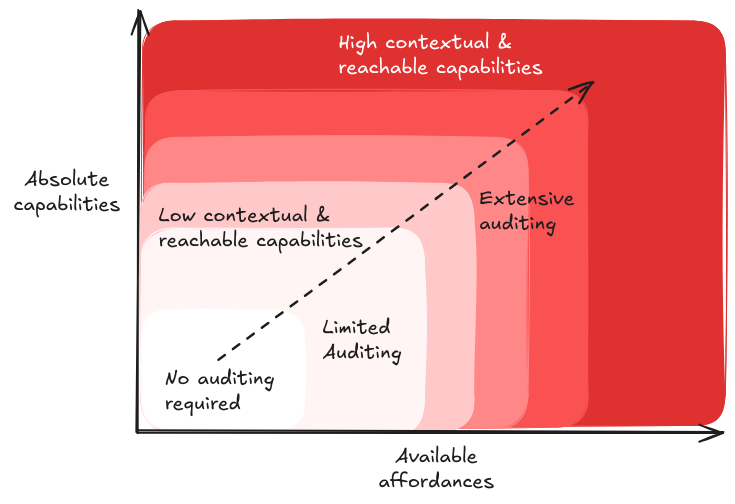 High contextual &
reachable capabilities
Absolute
capabilities
Extensive
auditing
Low contextual &
reachable capabilities
Limited
Auditing
No auditing
required
Available
affordances